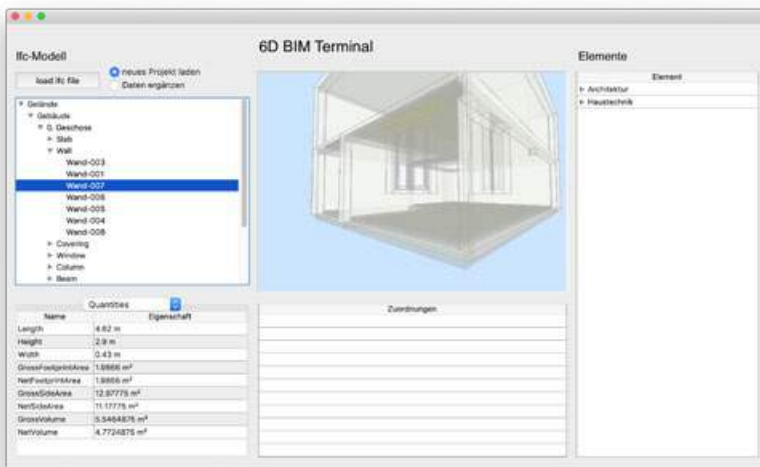 6D BIM Terminal
Ifc-Modell
load ifc file
neues Projekt laden
Daten ergänzen
Gelände
Gebäude
0. Geschoss
Slab
Wall
Wand-003
Wand-001
Wand-007
Wand-006
Wand-005
Wand-004
Wand-008
Covering
Window
Column
Beam
Quantities
Name Eigenschaft
Length 4.62 m
Height 2.9 m
Width 0.43 m
GrossFootprintArea 1.9866 m²
NetFootprintArea 1.9866 m²
GrossSideArea 12.97775 m²
NetSideArea 11.17775 m²
GrossVolume 5.5464875 m³
NetVolume 4.7724875 m³
Zuordnungen
Elemente
Element
Architektur
Haustechnik